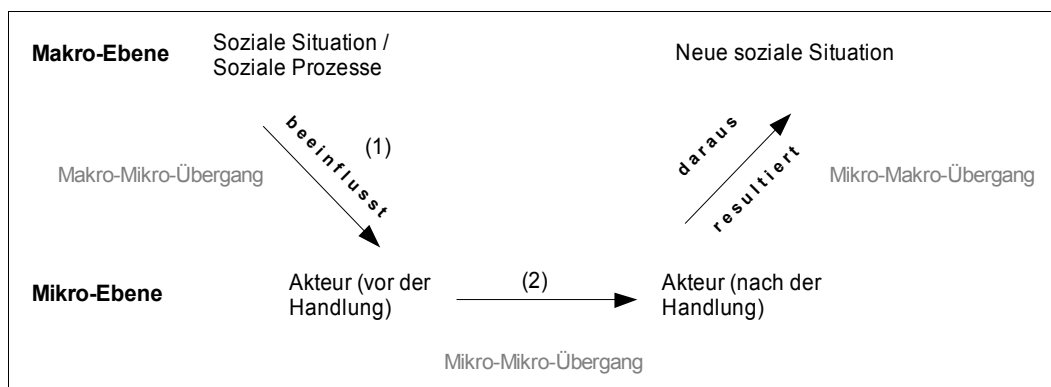 Makro-Ebene
Soziale Situation /
Soziale Prozesse
Neue soziale Situation
beeinflusst
(1)
daraus
resultiert
Makro-Mikro-Übergang
Mikro-Makro-Übergang
Mikro-Ebene
Akteur (vor der
Handlung)
(2)
Akteur (nach der
Handlung)
Mikro-Mikro-Übergang